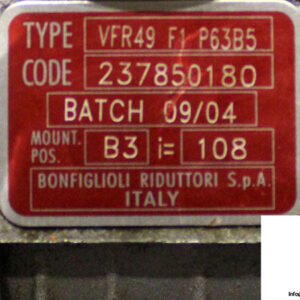 TYPE VFR49 F1 P63B5
CODE 237850180
BATCH 09/04
MOUNT. POS. B3 i= 108
BONFIGLIOLI RIDUTTORI S.p.A.
ITALY